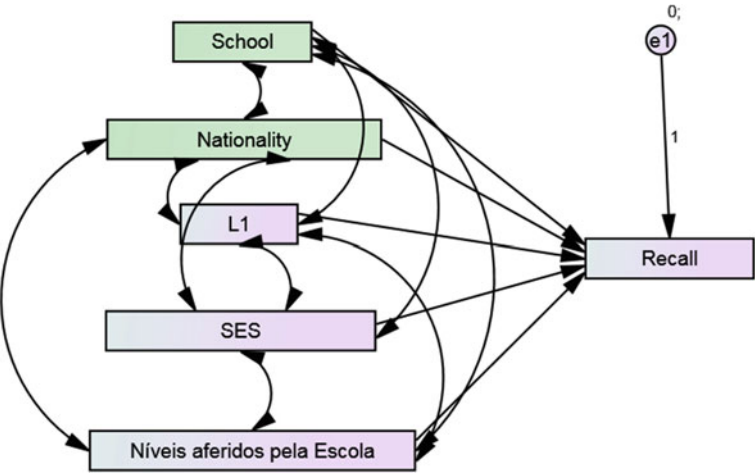 0;
School
e1
Nationality
1
L1
Recall
SES
Níveis aferidos pela Escola